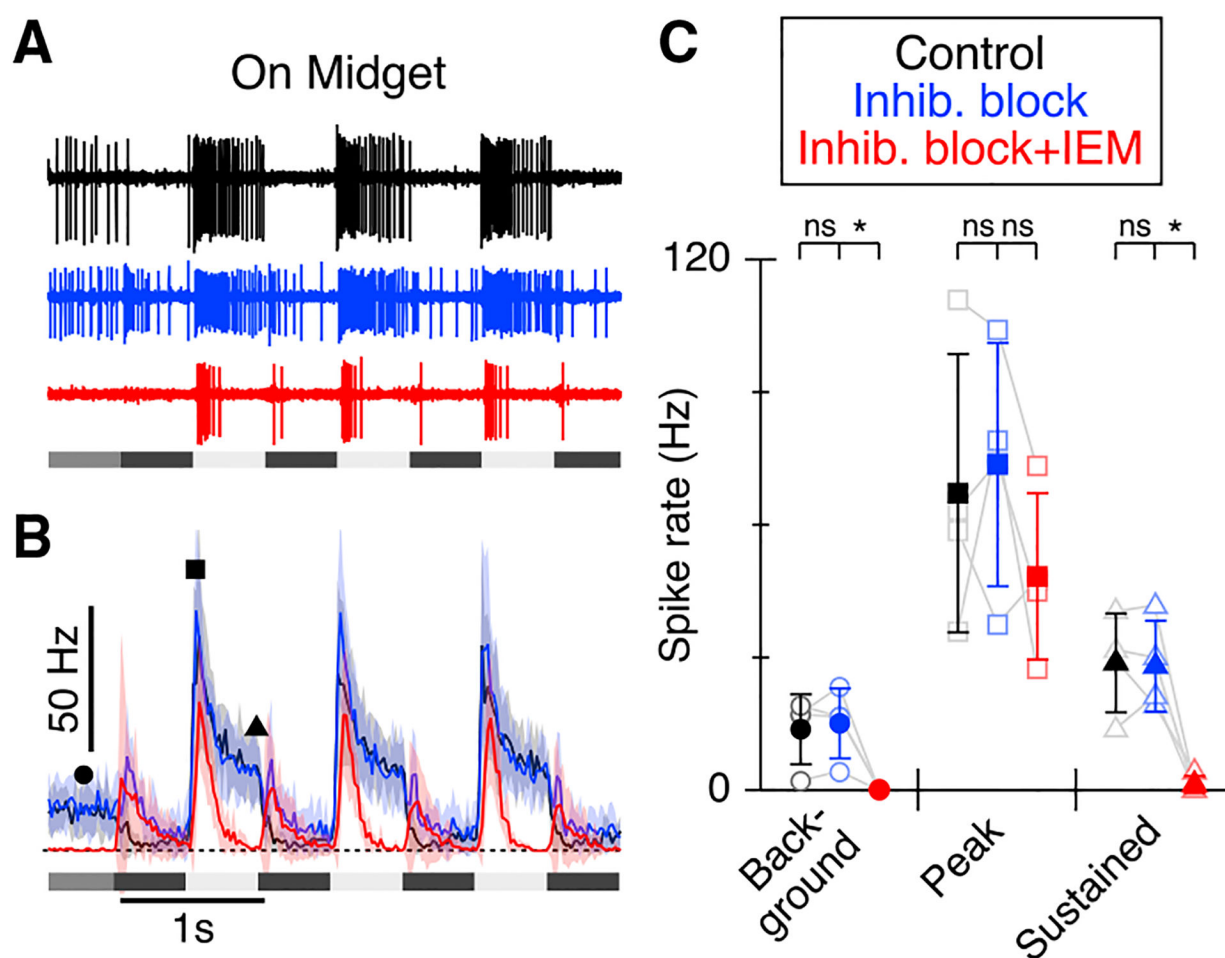 A
On Midget
B
50 Hz
1s
C
Control
Inhib. block
Inhib. block+IEM
ns * ns ns ns *
120
Spike rate (Hz)
0
Back-
ground
Peak
Sustained